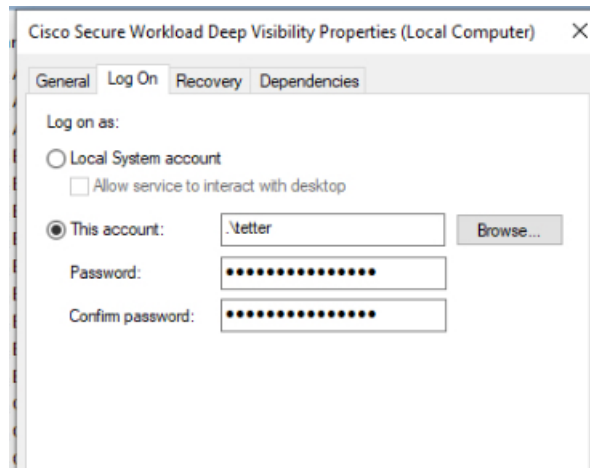 Cisco Secure Workload Deep Visibility Properties (Local Computer)
General Log On Recovery Dependencies
Log on as:
Local System account
Allow service to interact with desktop
This account: .\tetter Browse...
Password: ●●●●●●●●●●●●●●●
Confirm password: ●●●●●●●●●●●●●●●